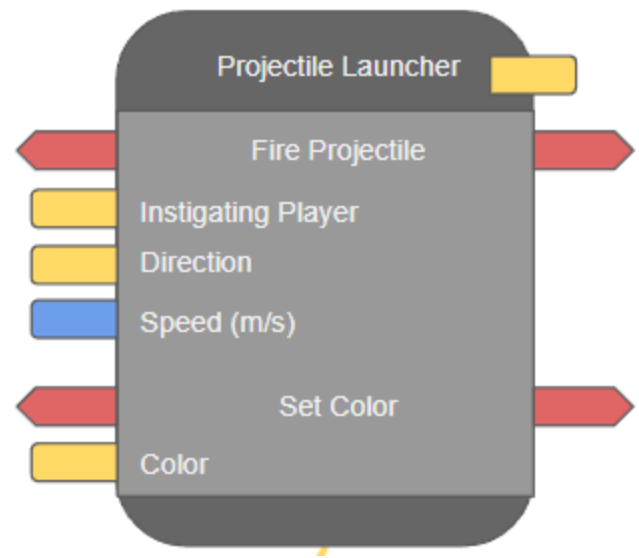 Projectile Launcher
Fire Projectile
Instigating Player
Direction
Speed (m/s)
Set Color
Color